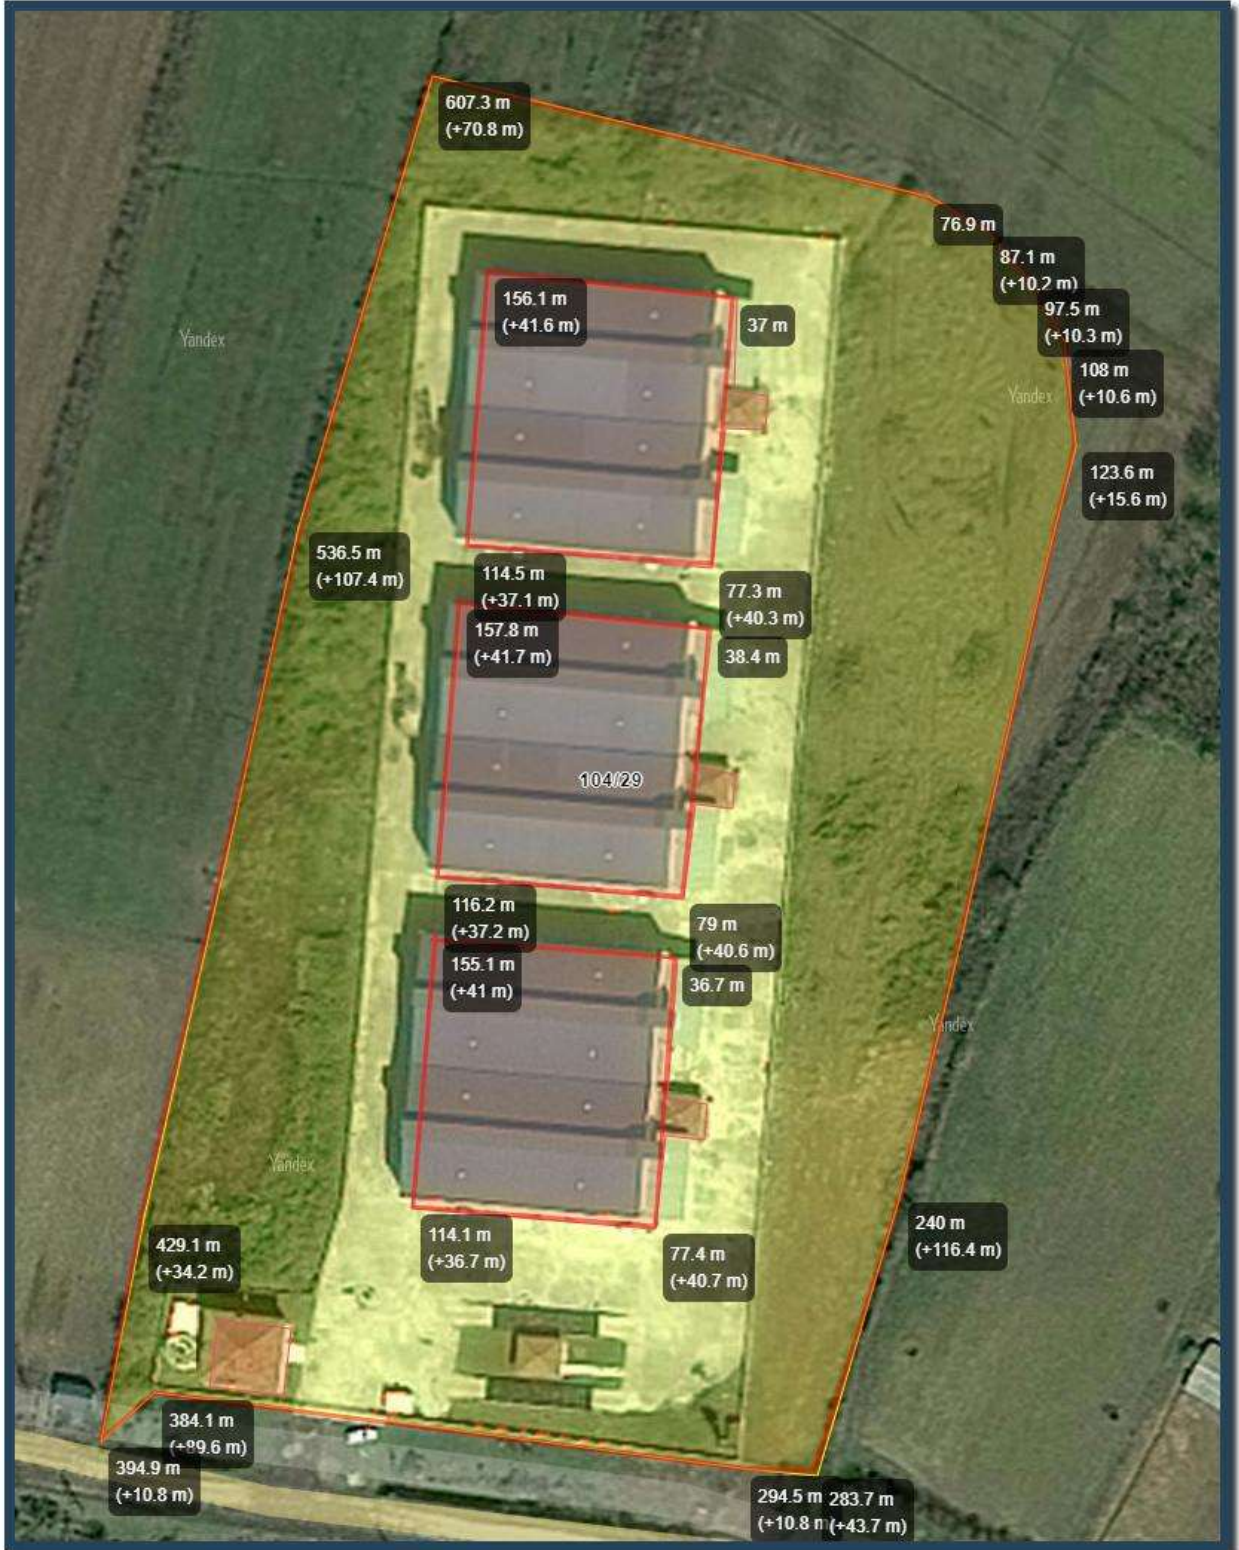 607.3 m
(+70.8 m)
76.9 m
87.1 m
(+10.2 m)
97.5 m
(+10.3 m)
108 m
(+10.6 m)
123.6 m
(+15.6 m)
156.1 m
(+41.6 m)
37 m
Yandex
Yandex
536.5 m
(+107.4 m)
114.5 m
(+37.1 m)
77.3 m
(+40.3 m)
157.8 m
(+41.7 m)
38.4 m
104/29
116.2 m
(+37.2 m)
79 m
(+40.6 m)
155.1 m
(+41 m)
36.7 m
Yandex
Yandex
114.1 m
(+36.7 m)
77.4 m
(+40.7 m)
240 m
(+116.4 m)
429.1 m
(+34.2 m)
384.1 m
(+89.6 m)
394.9 m
(+10.8 m)
294.5 m
(+10.8 m
283.7 m
(+43.7 m)